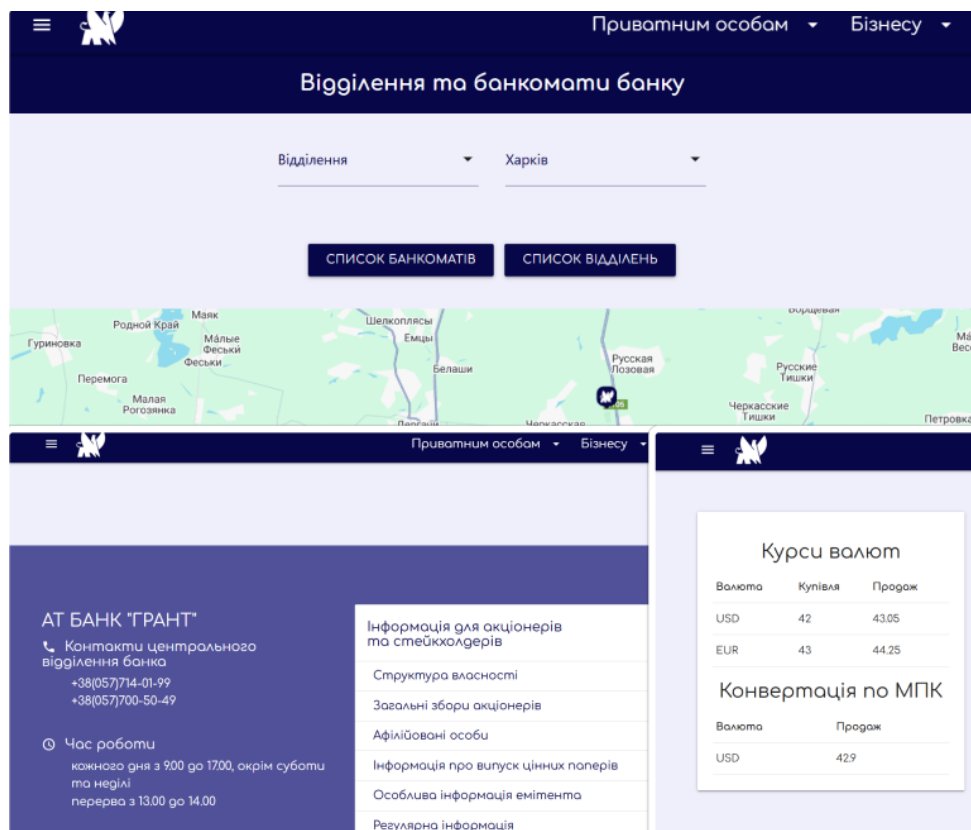 Приватним особам
Бізнесу
Відділення та банкомати банку
Відділення
Харків
СПИСОК БАНКОМАТІВ
СПИСОК ВІДДІЛЕНЬ
Маяк
Родной Край
Малые
Феськи
Феськи
Гуриновка
Перемога
Малая
Рогозянка
Шелкоплясы
Емцы
Белаши
Дергачи
Русская
Лозовая
Черкасская
Борщевая
Русские
Тишки
Черкасские
Тишки
Петровка
Приватним особам
Бізнесу
АТ БАНК "ГРАНТ"
Контакти центрального
відділення банка
+38(057)714-01-99
+38(057)700-50-49
Час роботи
кожного дня з 9.00 до 17.00, окрім суботи
та неділі
перерва з 13.00 до 14.00
Інформація для акціонерів
та стейкхолдерів
Структура власності
Загальні збори акціонерів
Афілійовані особи
Інформація про випуск цінних паперів
Особлива інформація емітента
Регулярна інформація
Курси валют
Валюта Купівля Продаж
USD 42 43.05
EUR 43 44.25
Конвертація по МПК
Валюта Продаж
USD 42.9